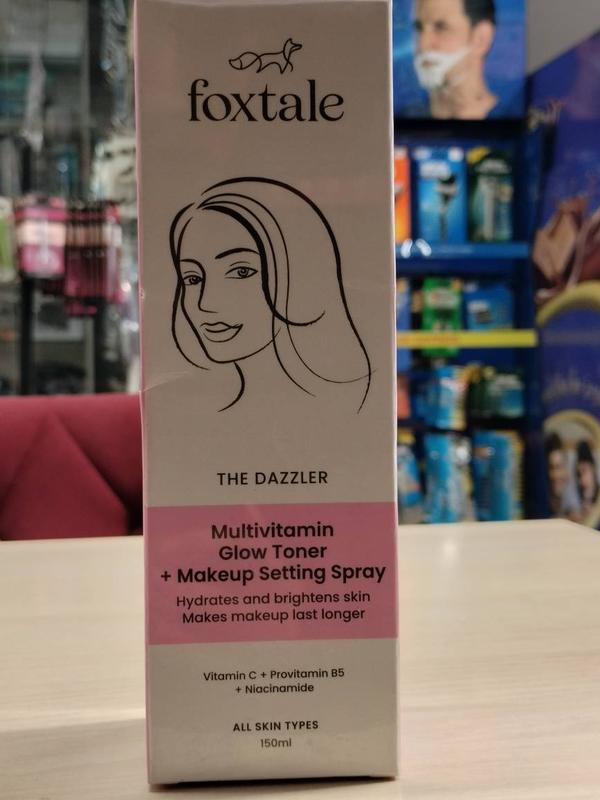 foxtale
THE DAZZLER
Multivitamin
Glow Toner
+ Makeup Setting Spray
Hydrates and brightens skin
Makes makeup last longer
Vitamin C + Provitamin B5
+ Niacinamide
ALL SKIN TYPES
150ml